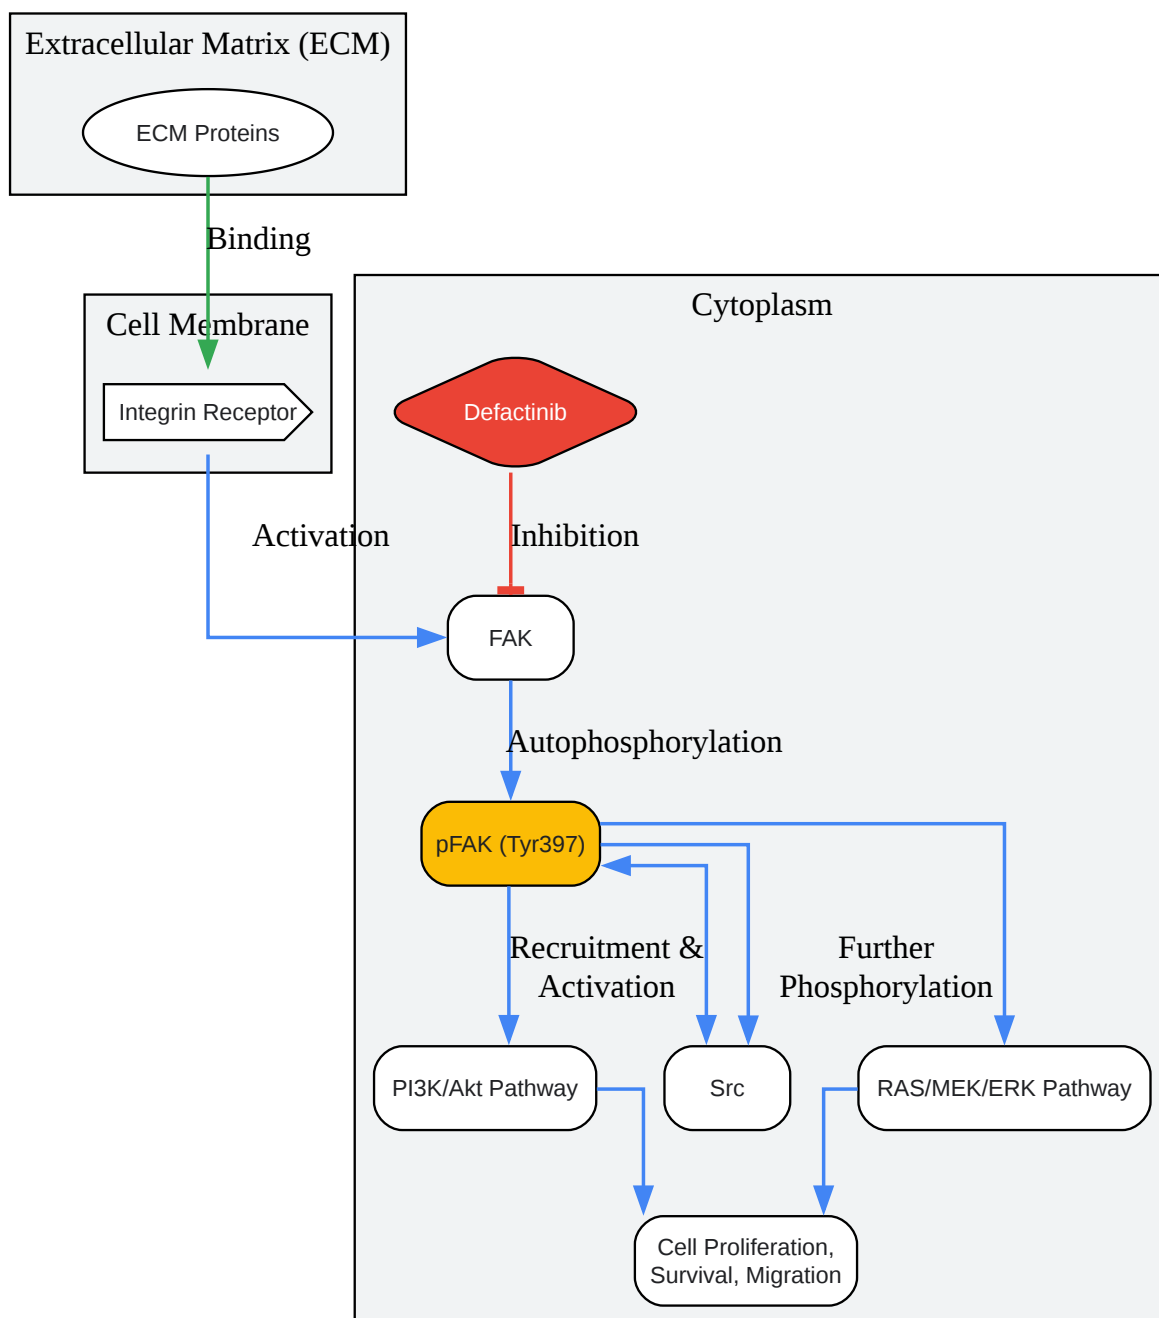 Extracellular Matrix (ECM)
ECM Proteins
Binding
Cell Membrane
Integrin Receptor
Cytoplasm
Defactinib
Activation
Inhibition
FAK
Autophosphorylation
pFAK (Tyr397)
Recruitment &
Activation
Further
Phosphorylation
PI3K/Akt Pathway
Src
RAS/MEK/ERK Pathway
Cell Proliferation,
Survival, Migration